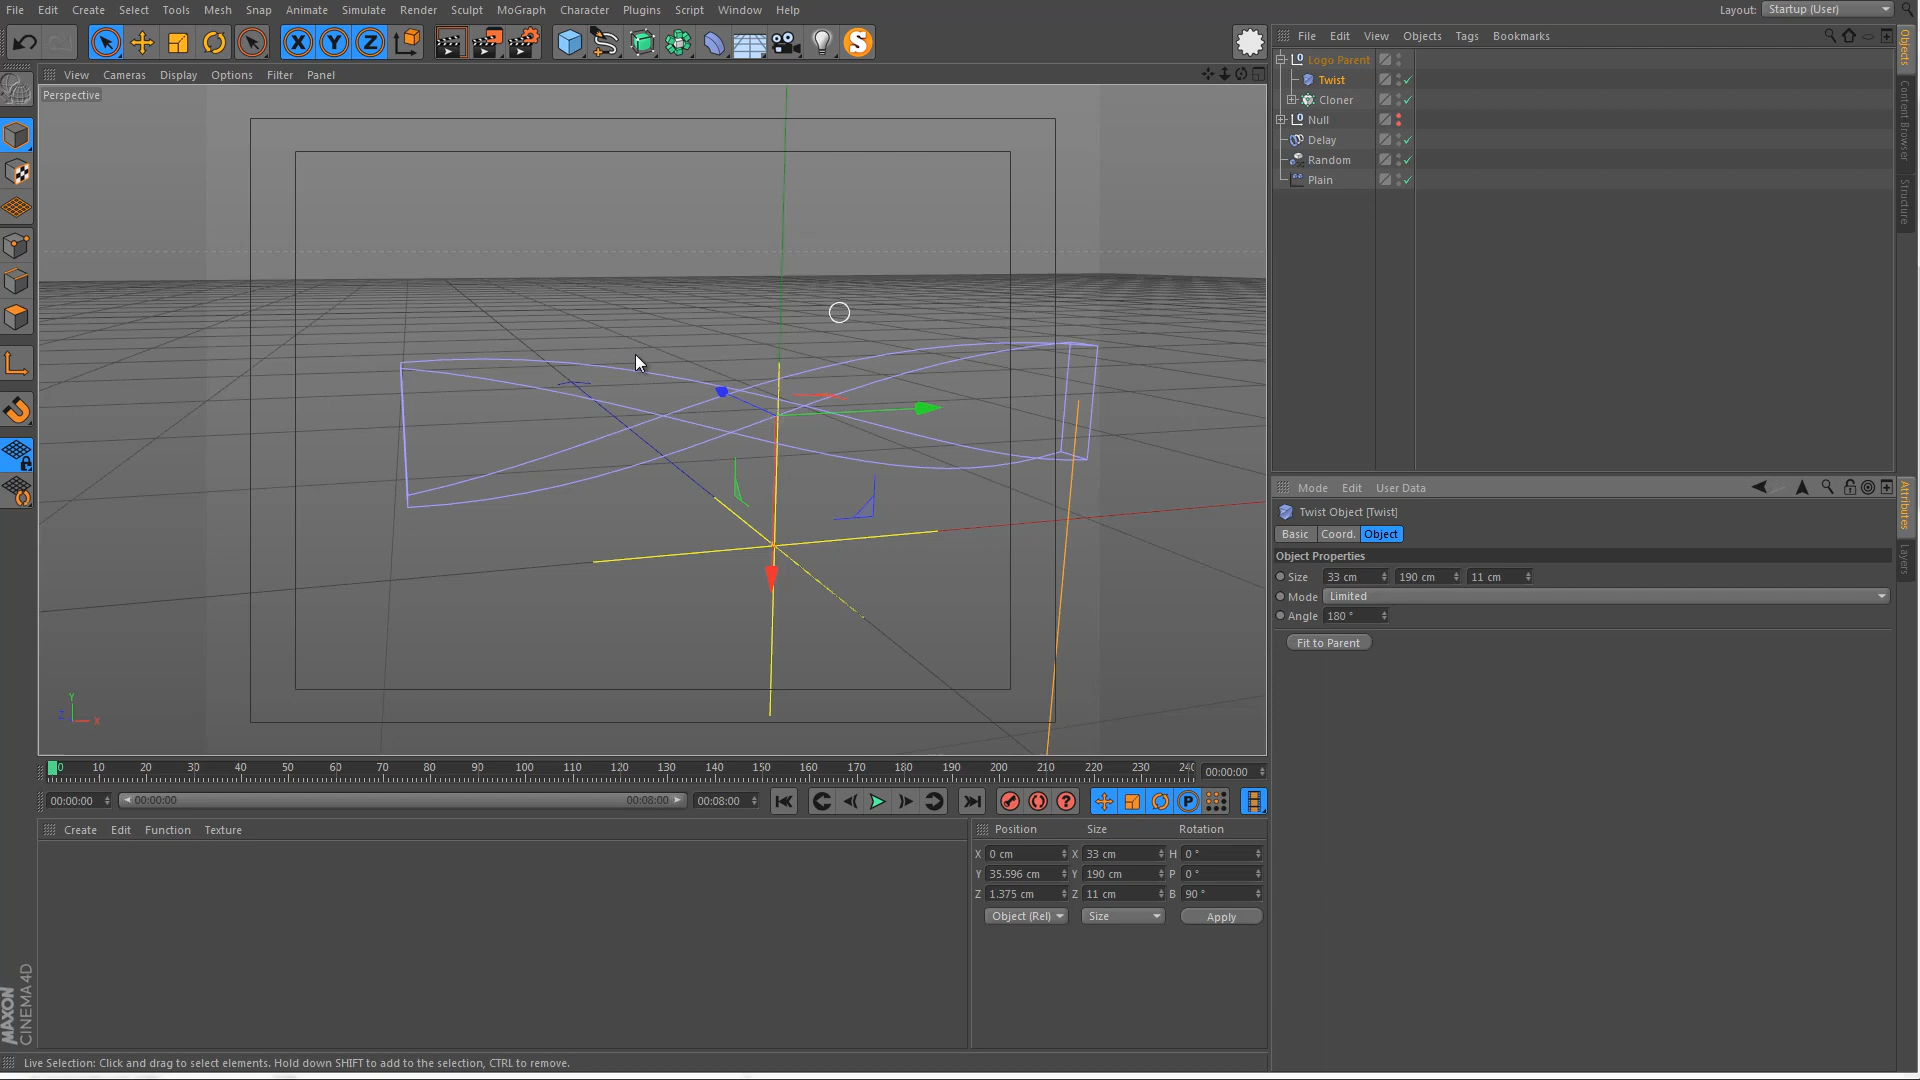 File Edit Create Select Tools Mesh Snap Animate Simulate Render Sculpt MoGraph Character Plugins Script Window Help
Layout: Startup (User)
X Y Z
View Cameras Display Options Filter Panel
Perspective
Y
Z X
File Edit View Objects Tags Bookmarks
Logo Parent
Twist
Cloner
Null
Delay
Random
Plain
Objects
Content Browser
Structure
Mode Edit User Data
Twist Object [Twist]
Basic Coord. Object
Object Properties
Size 33 cm 190 cm 11 cm
Mode Limited
Angle 180 °
Fit to Parent
Attributes
Layers
0 10 20 30 40 50 60 70 80 90 100 110 120 130 140 150 160 170 180 190 200 210 220 230 240
00:00:00
00:00:00 00:00:00 00:08:00 00:08:00
Create Edit Function Texture
Position Size Rotation
X 0 cm X 33 cm H 0 °
Y 35.596 cm Y 190 cm P 0 °
Z 1.375 cm Z 11 cm B 90 °
Object (Rel) Size Apply
MAXON
CINEMA 4D
Live Selection: Click and drag to select elements. Hold down SHIFT to add to the selection, CTRL to remove.